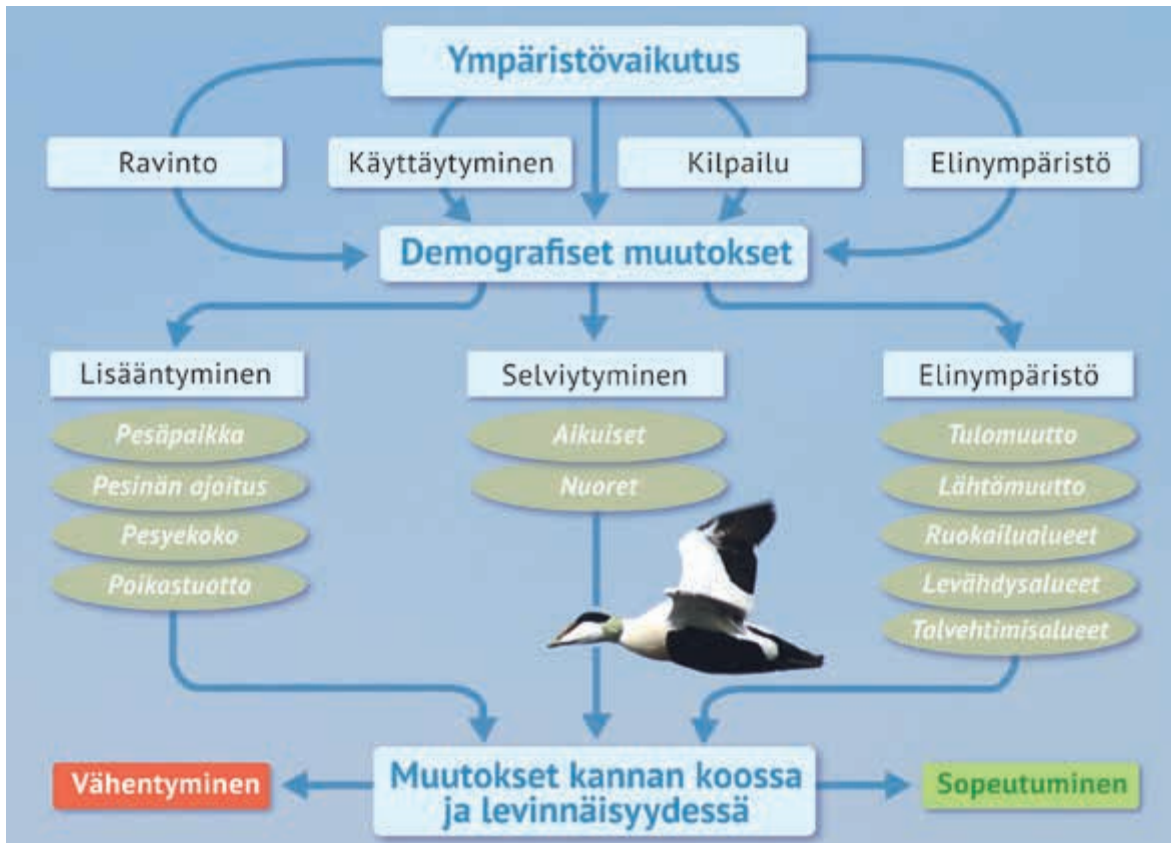 Ympäristövaikutus
Ravinto
Käyttäytyminen
Kilpailu
Elinympäristö
Demografiset muutokset
Lisääntyminen
Pesäpaikka
Pesinän ajoitus
Pesyekoko
Poikastuotto
Selviytyminen
Aikuiset
Nuoret
Elinympäristö
Tulomuutto
Lähtömuutto
Ruokailualueet
Levähdysalueet
Talvehtimisalueet
Vähentyminen
Muutokset kannan koossa
ja levinnäisyydessä
Sopeutuminen